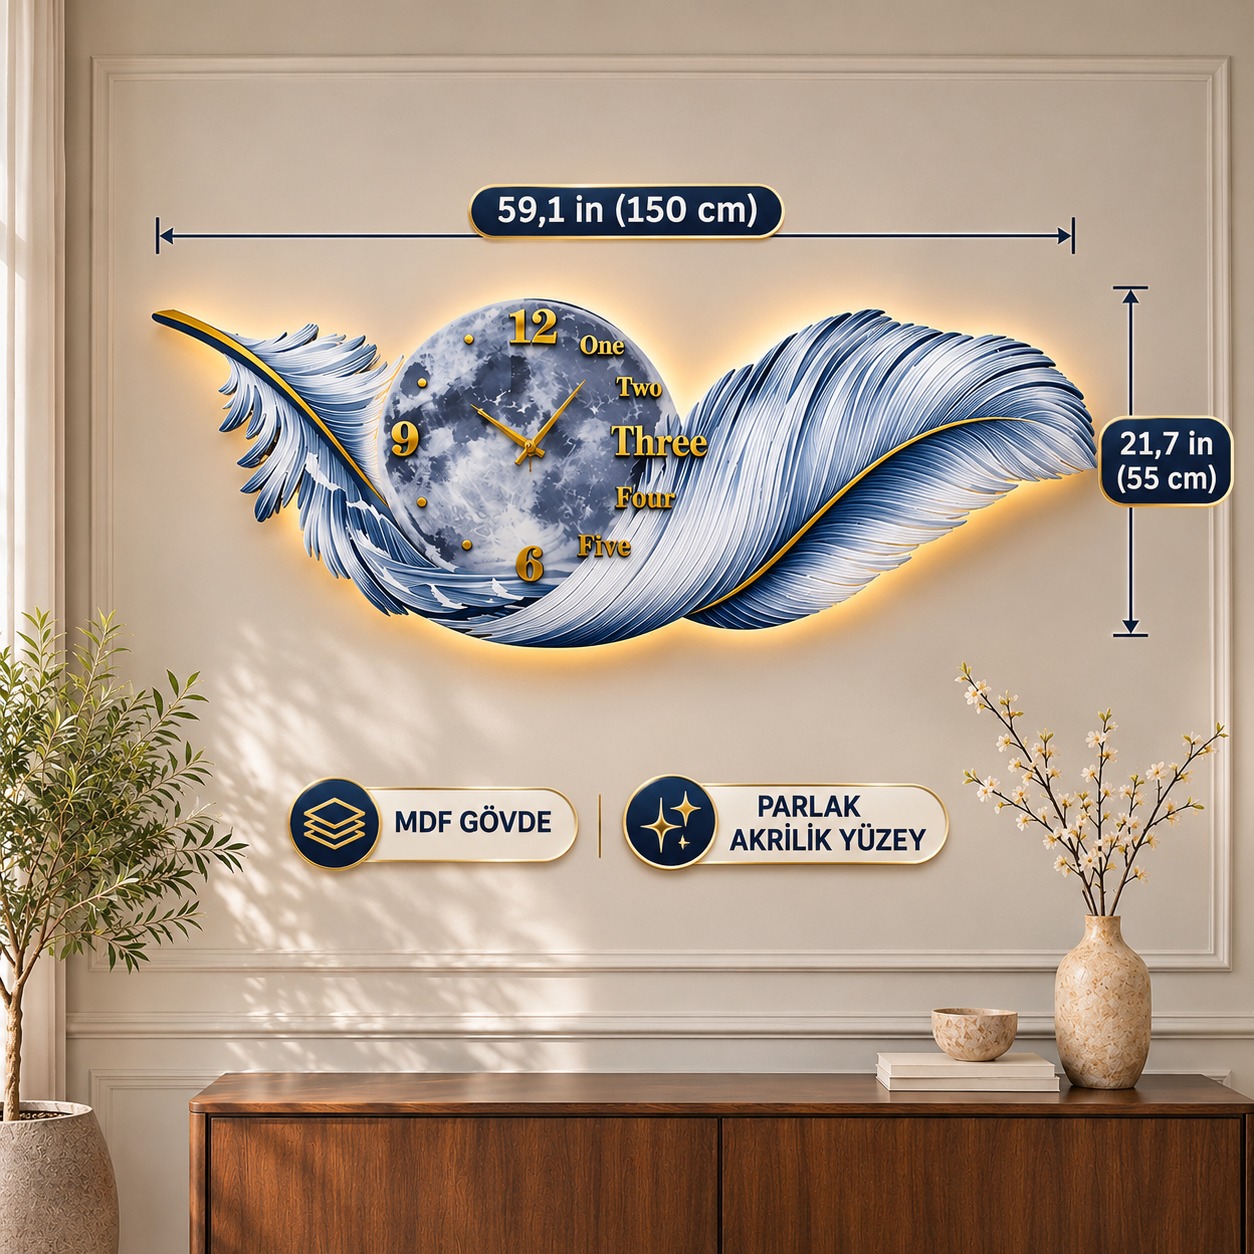 59,1 in (150 cm)
21,7 in
(55 cm)
12
One
Two
9
Three
Four
6
Five
MDF GÖVDE
PARLAK
AKRİLİK YÜZEY